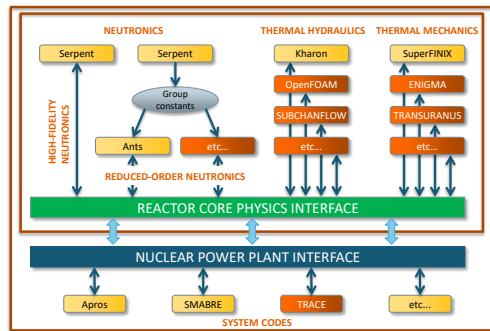 NEUTRONICS
THERMAL HYDRAULICS
THERMAL MECHANICS
Serpent
Serpent
Kharon
SuperFINIX
HIGH-FIDELITY
NEUTRONICS
Group
constants
OpenFOAM
ENIGMA
SUBCHANFLOW
TRANSURANUS
Ants
etc...
etc...
etc...
REDUCED-ORDER NEUTRONICS
REACTOR CORE PHYSICS INTERFACE
NUCLEAR POWER PLANT INTERFACE
Apros
SMABRE
TRACE
etc...
SYSTEM CODES